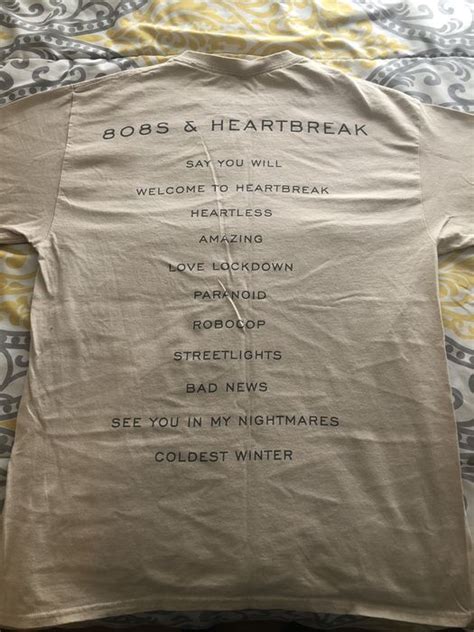 808S & HEARTBREAK
SAY YOU WILL
WELCOME TO HEARTBREAK
HEARTLESS
AMAZING
LOVE LOCKDOWN
PARANOID
ROBOCOP
STREETLIGHTS
BAD NEWS
SEE YOU IN MY NIGHTMARES
COLDEST WINTER